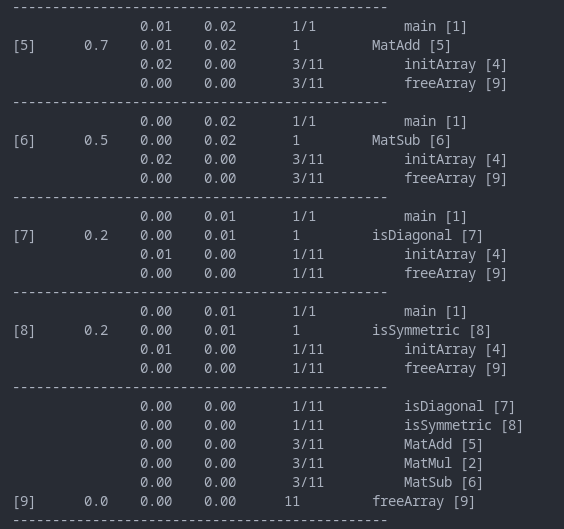 -----------------------------------------------
                0.01    0.02       1/1           main [1]
[5]      0.7    0.01    0.02       1         MatAdd [5]
                0.02    0.00       3/11          initArray [4]
                0.00    0.00       3/11          freeArray [9]
-----------------------------------------------
                0.00    0.02       1/1           main [1]
[6]      0.5    0.00    0.02       1         MatSub [6]
                0.02    0.00       3/11          initArray [4]
                0.00    0.00       3/11          freeArray [9]
-----------------------------------------------
                0.00    0.01       1/1           main [1]
[7]      0.2    0.00    0.01       1         isDiagonal [7]
                0.01    0.00       1/11          initArray [4]
                0.00    0.00       1/11          freeArray [9]
-----------------------------------------------
                0.00    0.01       1/1           main [1]
[8]      0.2    0.00    0.01       1         isSymmetric [8]
                0.01    0.00       1/11          initArray [4]
                0.00    0.00       1/11          freeArray [9]
-----------------------------------------------
                0.00    0.00       1/11          isDiagonal [7]
                0.00    0.00       1/11          isSymmetric [8]
                0.00    0.00       3/11          MatAdd [5]
                0.00    0.00       3/11          MatMul [2]
                0.00    0.00       3/11          MatSub [6]
[9]      0.0    0.00    0.00      11         freeArray [9]
-----------------------------------------------